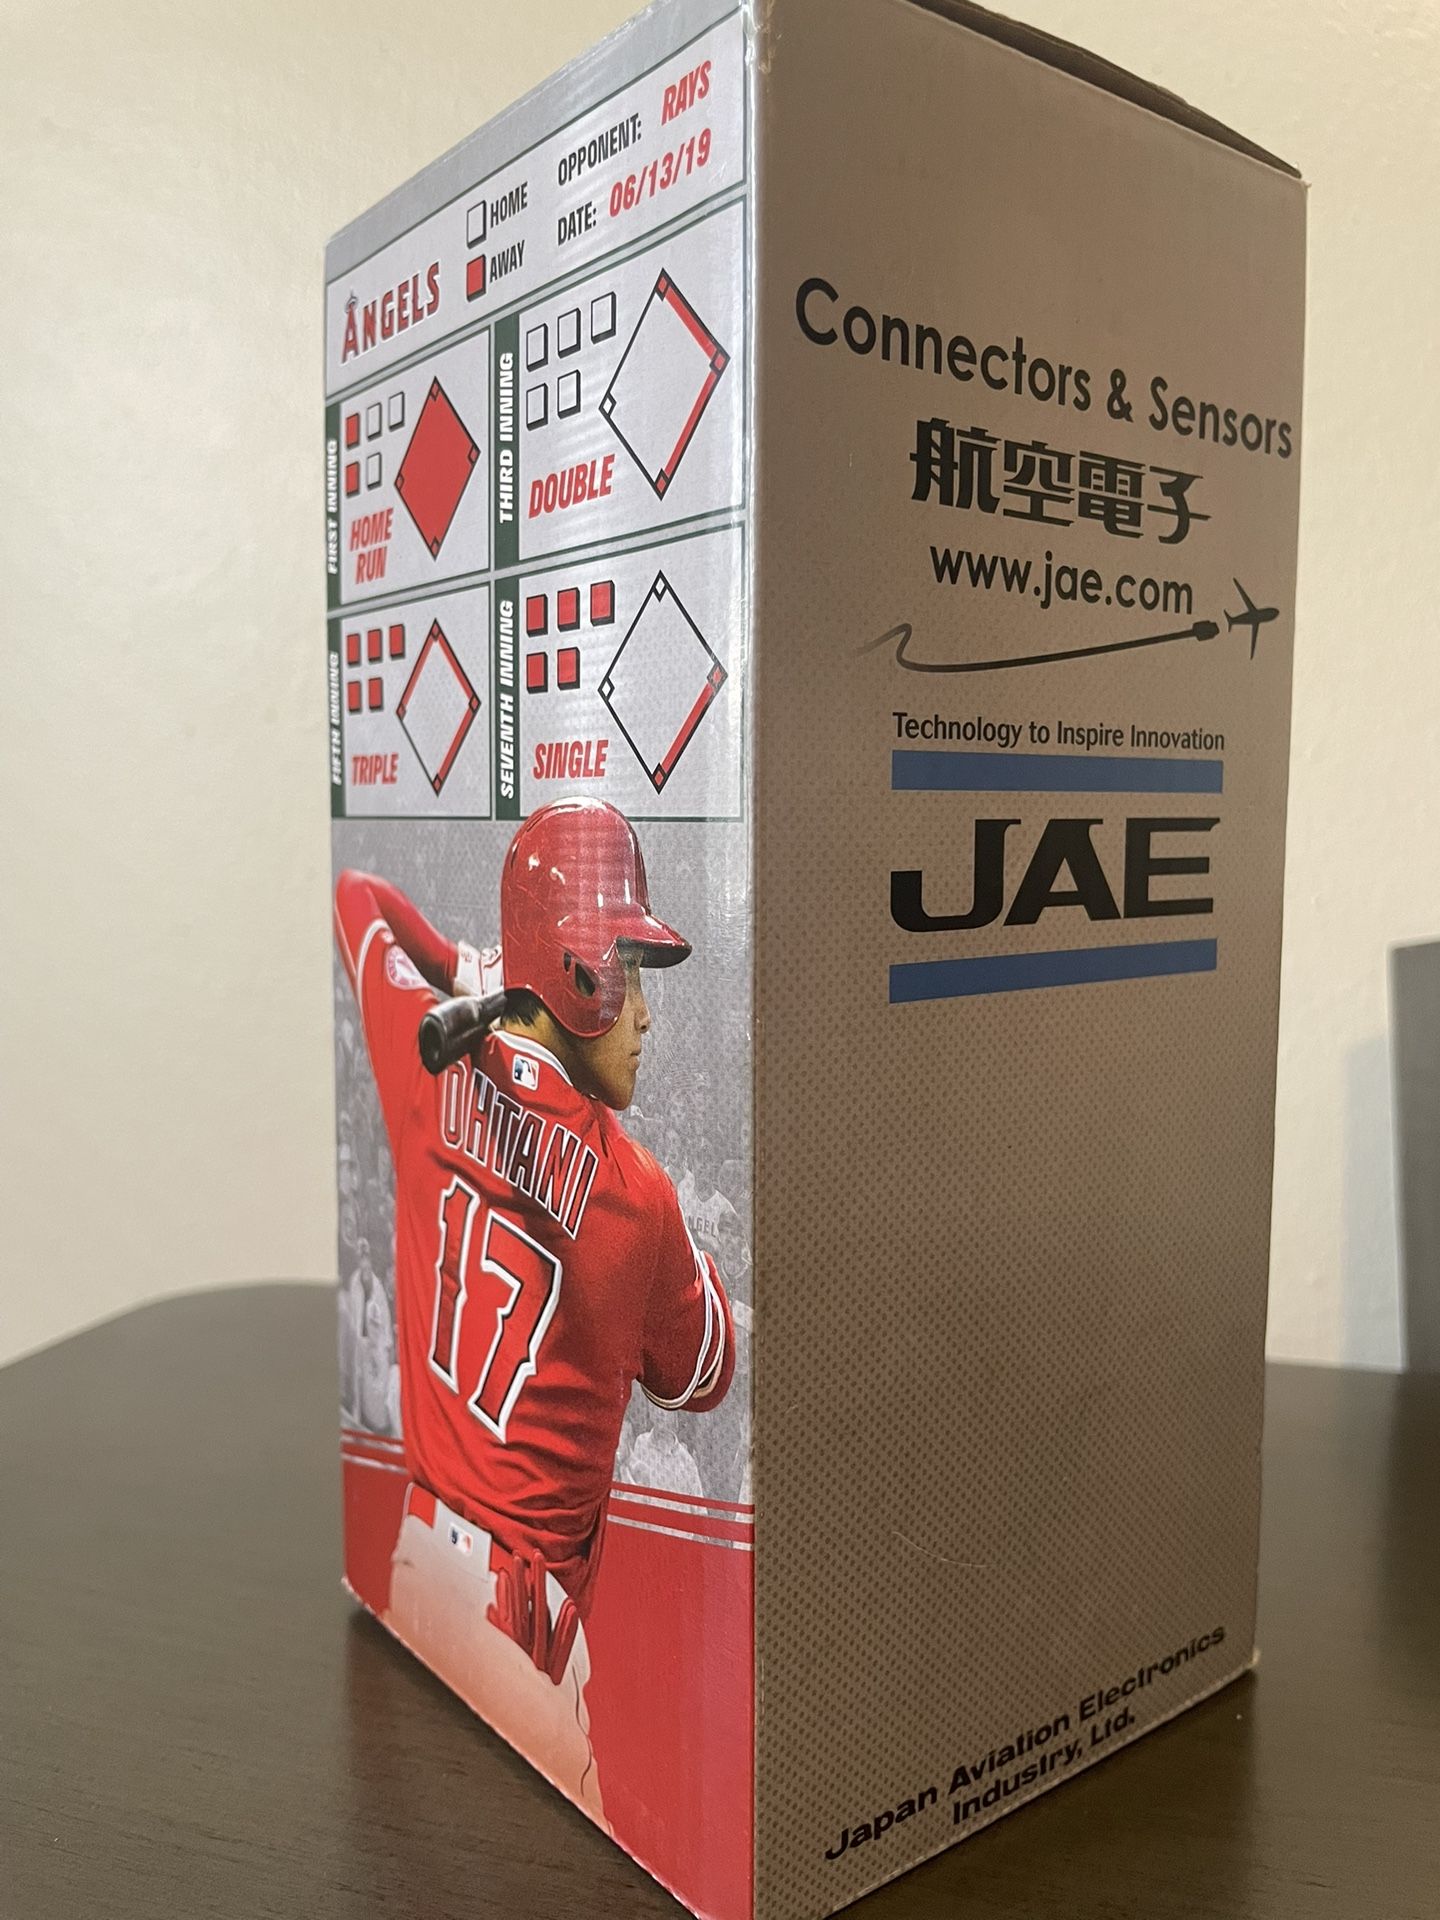 ANGELS
HOME
AWAY
OPPONENT: RAYS
DATE: 06/13/19
FIRST INNING
HOME
RUN
THIRD INNING
DOUBLE
FIFTH INNING
TRIPLE
SEVENTH INNING
SINGLE
OHTANI
17
ANGEL
Connectors & Sensors
航空電子
www.jae.com
Technology to Inspire Innovation
JAE
Japan Aviation Electronics
Industry, Ltd.